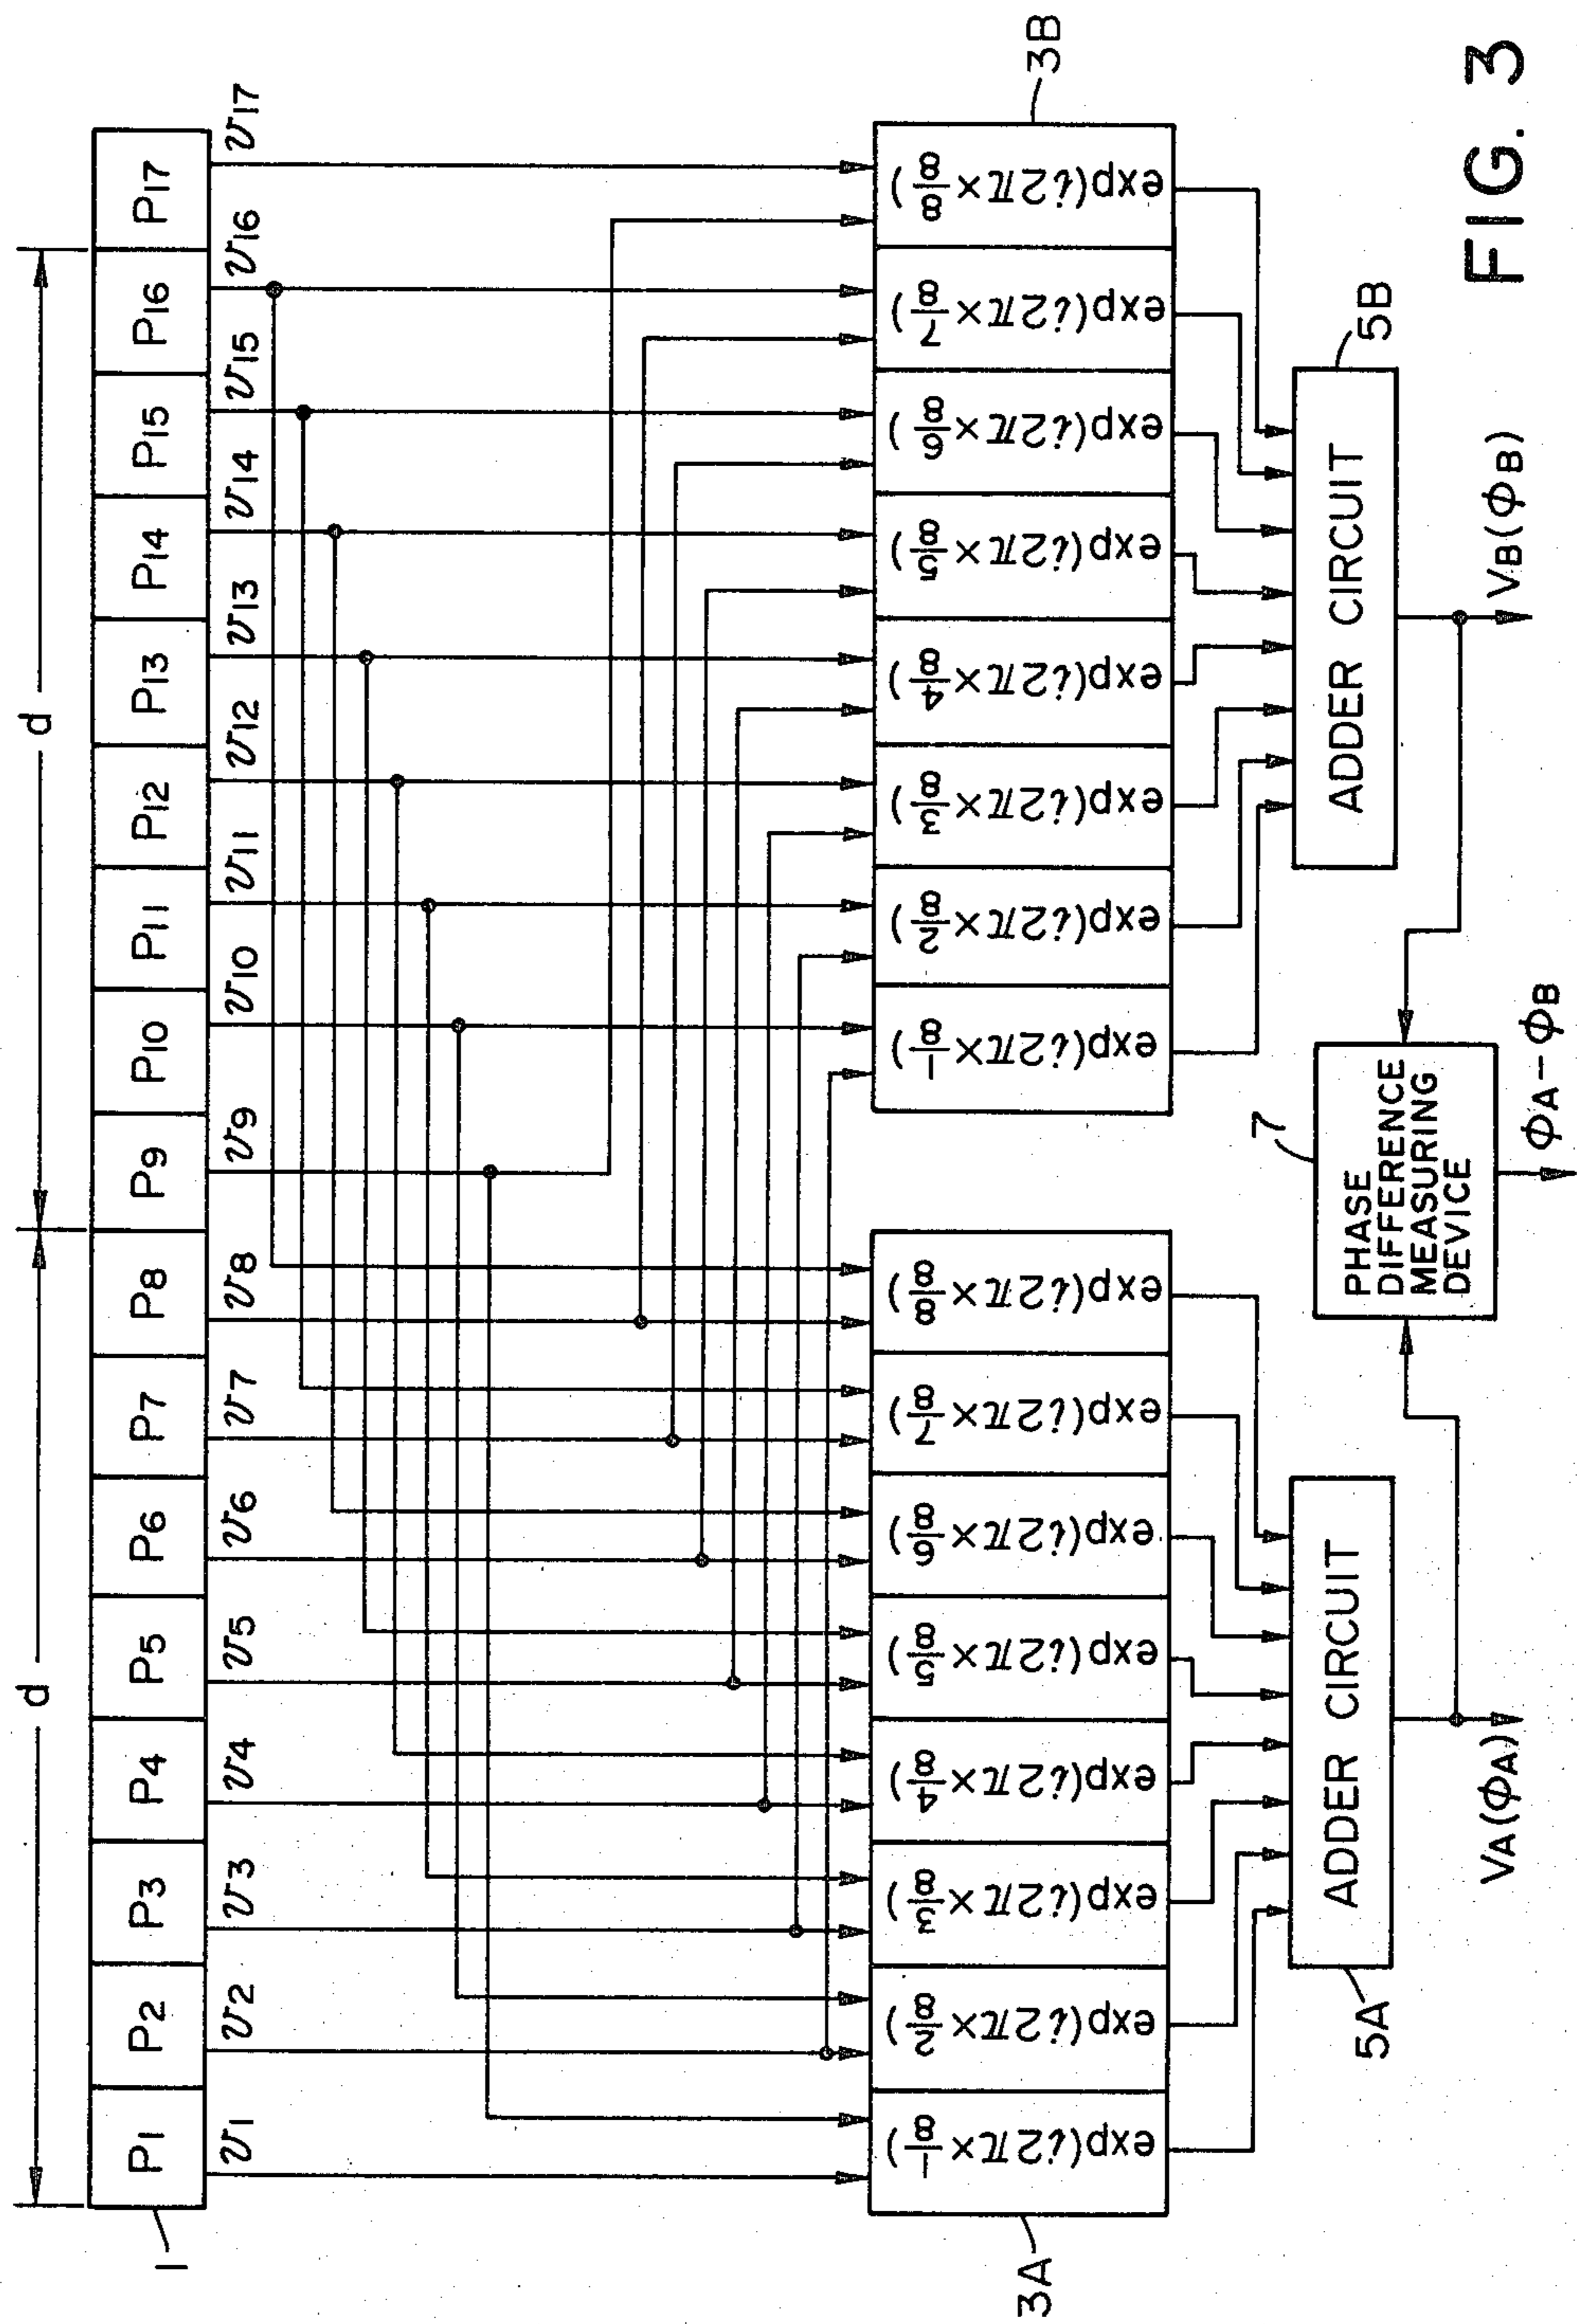 d d
P1 P2 P3 P4 P5 P6 P7 P8 P9 P10 P11 P12 P13 P14 P15 P16 P17
1
v1 v2 v3 v4 v5 v6 v7 v8 v9 v10 v11 v12 v13 v14 v15 v16 v17
3A
exp(i2π×1/8)
exp(i2π×2/8)
exp(i2π×3/8)
exp(i2π×4/8)
exp(i2π×5/8)
exp(i2π×6/8)
exp(i2π×7/8)
exp(i2π×8/8)
exp(i2π×1/8)
exp(i2π×2/8)
exp(i2π×3/8)
exp(i2π×4/8)
exp(i2π×5/8)
exp(i2π×6/8)
exp(i2π×7/8)
exp(i2π×8/8)
3B
5A
ADDER CIRCUIT
7
PHASE
DIFFERENCE
MEASURING
DEVICE
ADDER CIRCUIT
5B
VA(ϕA)
ϕA-ϕB
VB(ϕB)
FIG. 3